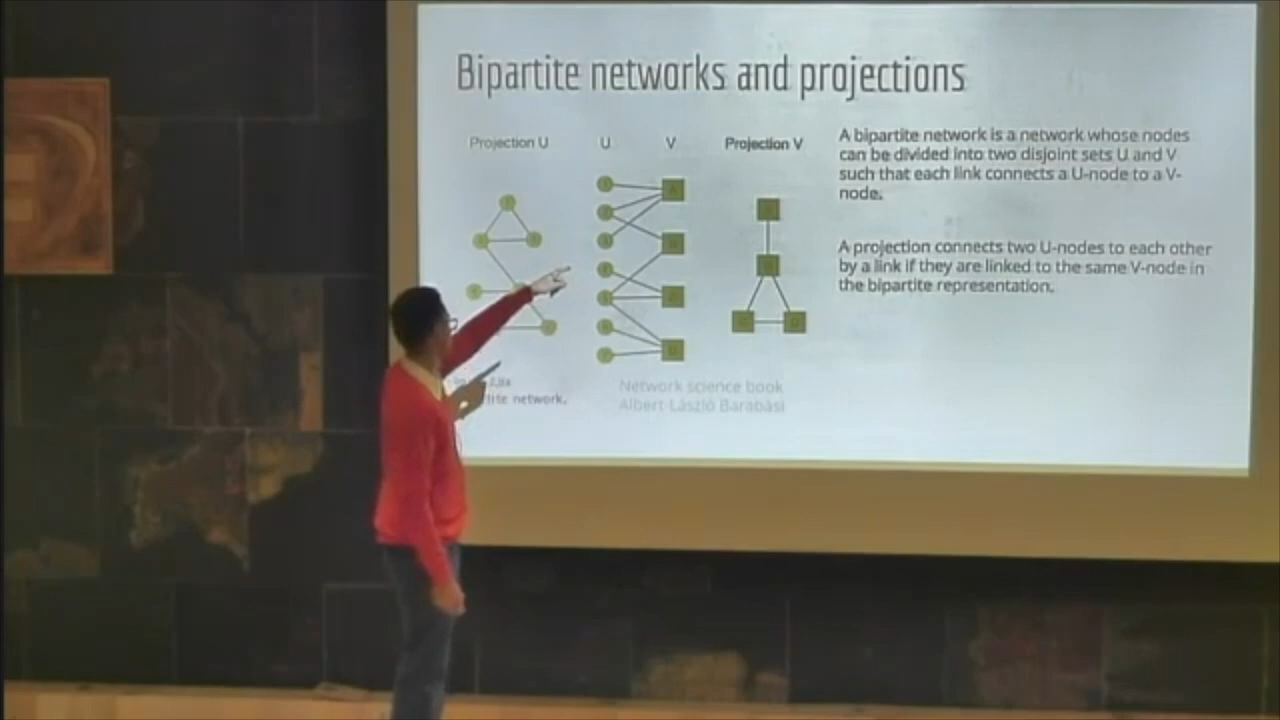 Bipartite networks and projections
Projection U
U
V
Projection V
A bipartite network is a network whose nodes
can be divided into two disjoint sets U and V
such that each link connects a U-node to a V-
node.
A projection connects two U-nodes to each other
by a link if they are linked to the same V-node in
the bipartite representation.
network.
Network science book
Albert-László Barabási